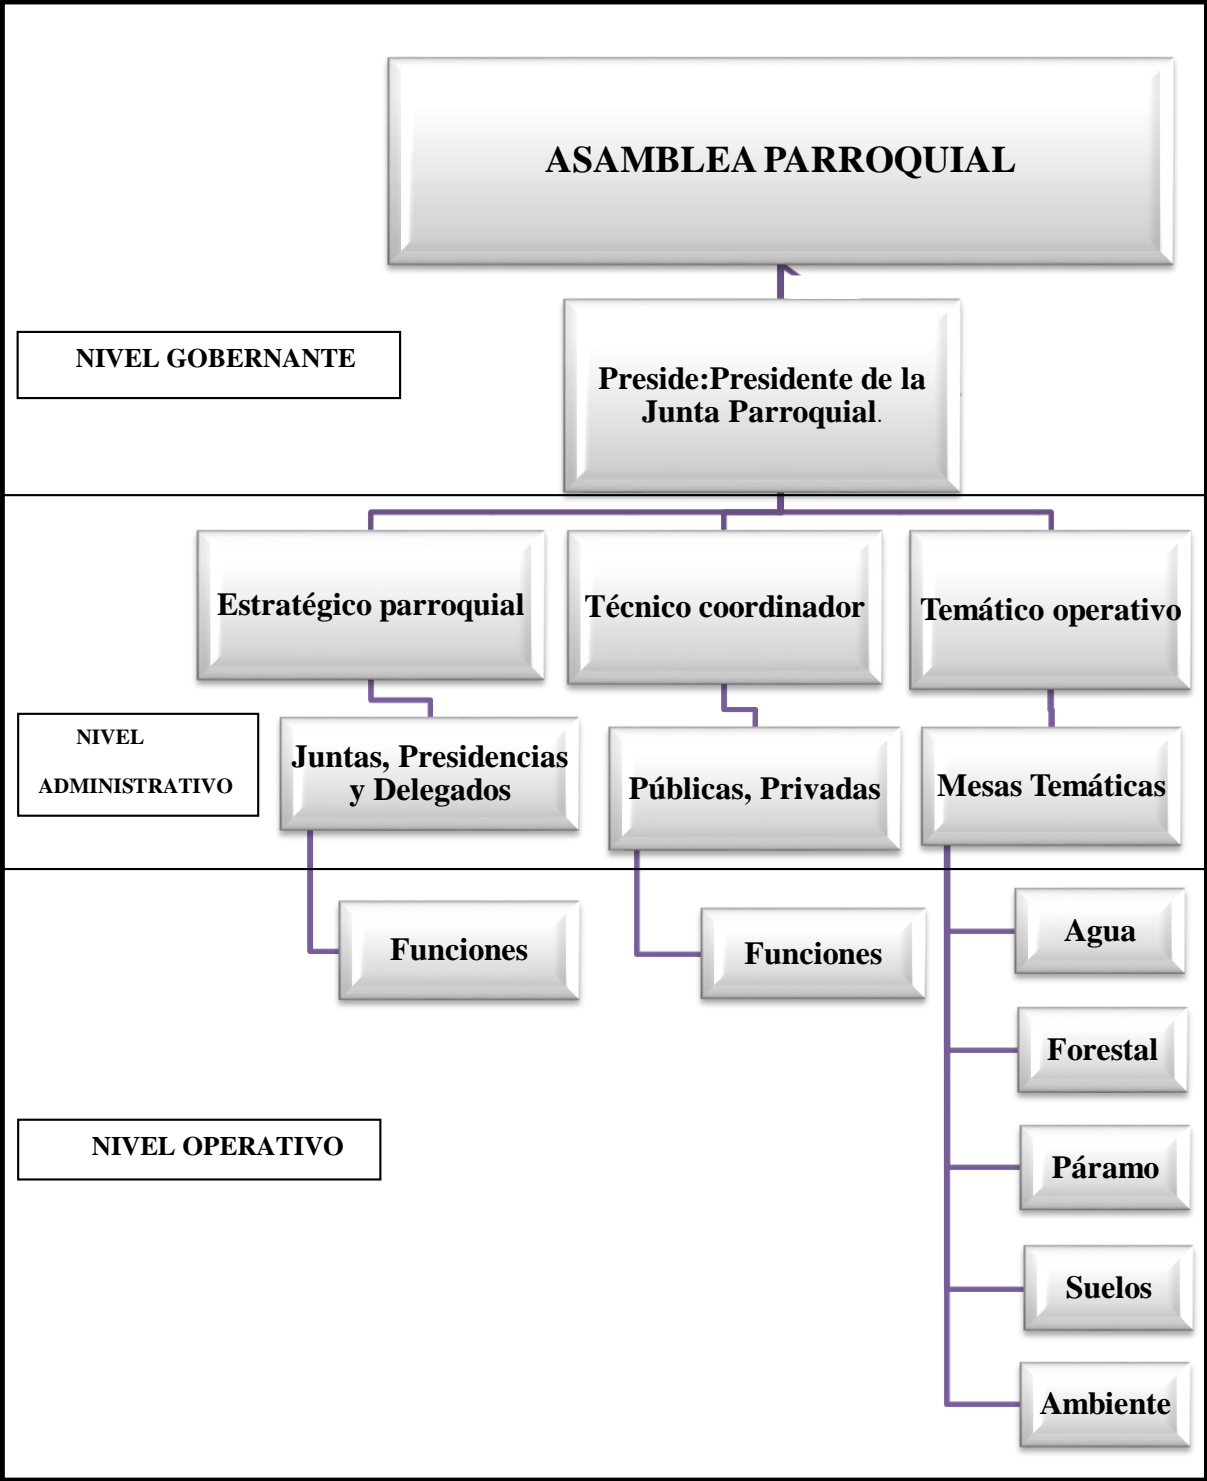 ASAMBLEA PARROQUIAL
NIVEL GOBERNANTE
Preside:Presidente de la
Junta Parroquial.
Estratégico parroquial
Técnico coordinador
Temático operativo
NIVEL
ADMINISTRATIVO
Juntas, Presidencias
y Delegados
Públicas, Privadas
Mesas Temáticas
Funciones
Funciones
Agua
Forestal
NIVEL OPERATIVO
Páramo
Suelos
Ambiente